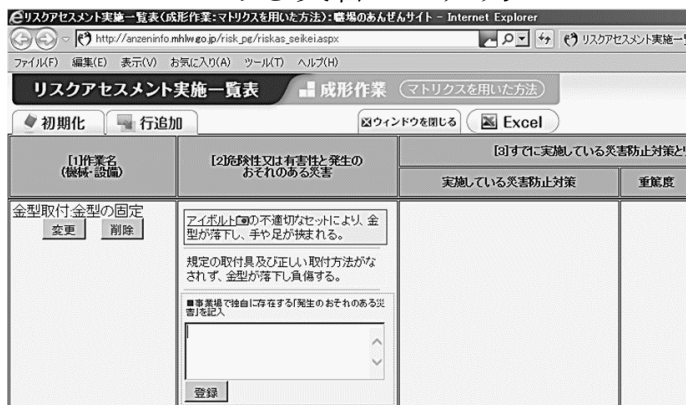 リスクアセスメント実施一覧表(成形作業:マトリクスを用いた方法):職場のあんぜんサイト - Internet Explorer
http://anzeninfo.mhlw.go.jp/risk_pg/riskas_seikei.aspx
リスクアセスメント実施一
ファイル(F) 編集(E) 表示(V) お気に入り(A) ツール(T) ヘルプ(H)
リスクアセスメント実施一覧表 成形作業 (マトリクスを用いた方法)
初期化 行追加 ウィンドウを閉じる Excel
[1]作業名
(機械・設備)
[2]危険性又は有害性と発生の
おそれのある災害
[3]すでに実施している災害防止対策と
実施している災害防止対策 重篤度
金型取付:金型の固定
変更 削除
アイボルトの不適切なセットにより、金
型が落下し、手や足が挟まれる。
規定の取付具及び正しい取付方法がな
されず、金型が落下し負傷する。
■事業場で独自に存在する「発生のおそれのある災
害」を記入
登録